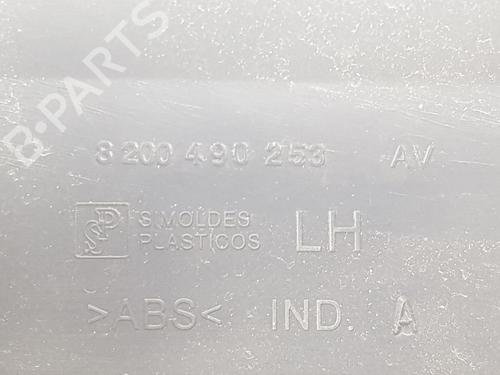 B-PARTS
8 200 490 253 AV
SIMOLDES
PLASTICOS
LH
>ABS< IND. A